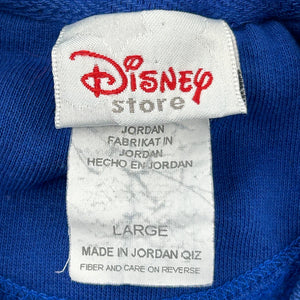 Disney
store
JORDAN
FABRIKAT IN
JORDAN
HECHO EN JORDAN
LARGE
MADE IN JORDAN QIZ
FIBER AND CARE ON REVERSE